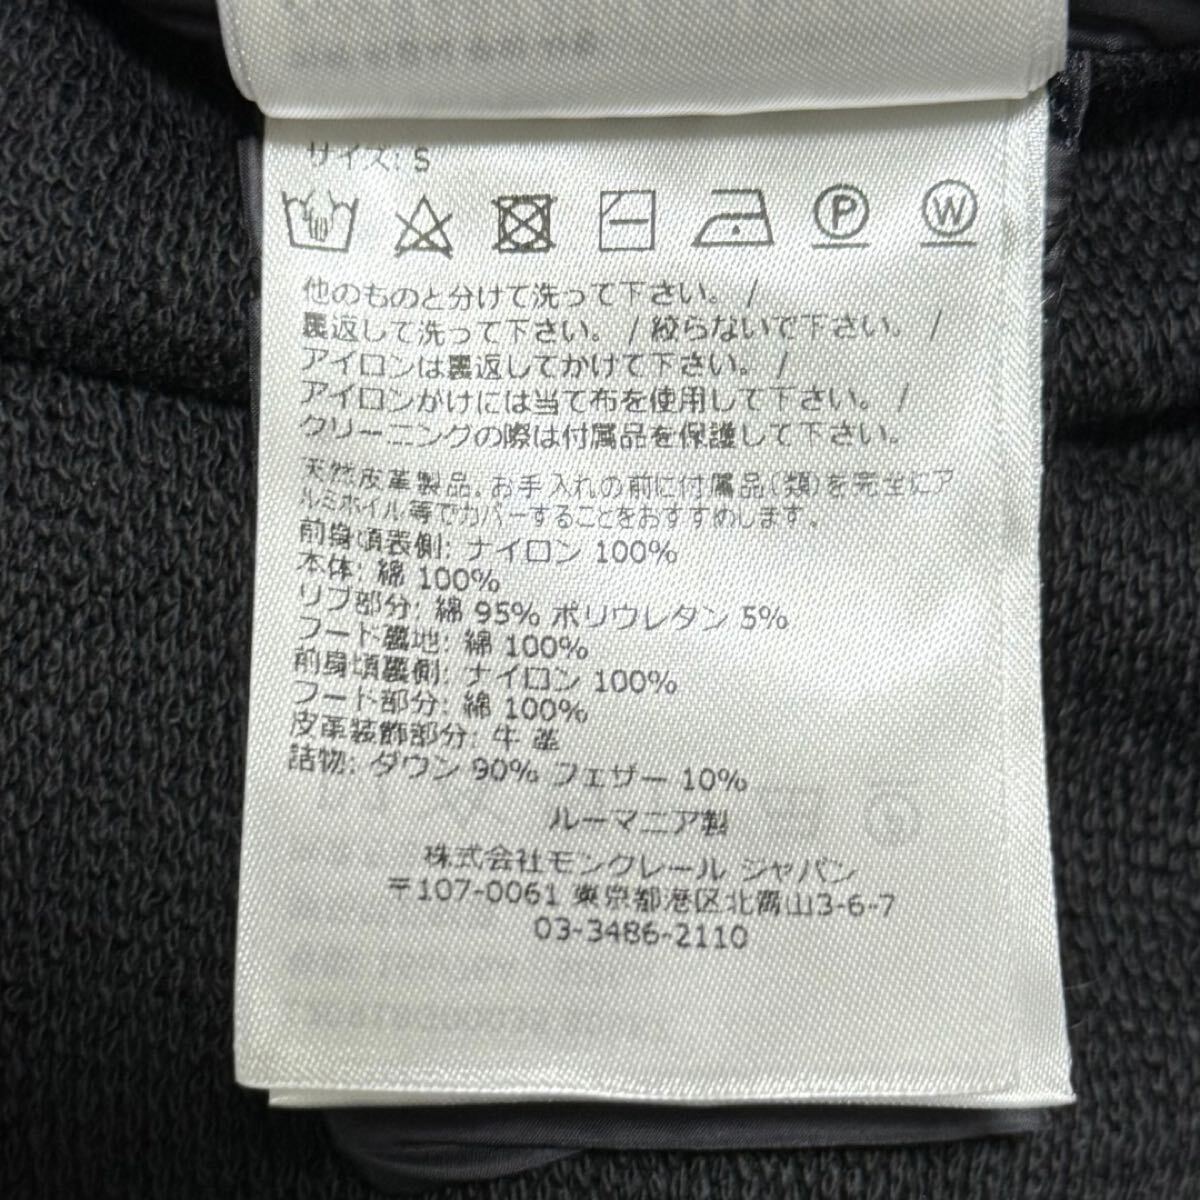 サイズ: S
P
W
他のものと分けて洗って下さい。 /
裏返して洗って下さい。 / 絞らないで下さい。 /
アイロンは裏返してかけて下さい。 /
アイロンがけには当て布を使用して下さい。 /
クリーニングの際は付属品を保護して下さい。
天然皮革製品。お手入れの前に付属品(類)を完全にア
ルミホイル等でカバーすることをおすすめします。
前身頃表側: ナイロン 100%
本体: 綿 100%
リブ部分: 綿 95% ポリウレタン 5%
フード裏地: 綿 100%
前身頃裏側: ナイロン 100%
フード部分: 綿 100%
皮革装飾部分: 牛革
詰物: ダウン 90% フェザー 10%
ルーマニア製
株式会社モンクレール ジャパン
〒107-0061 東京都港区北青山3-6-7
03-3486-2110